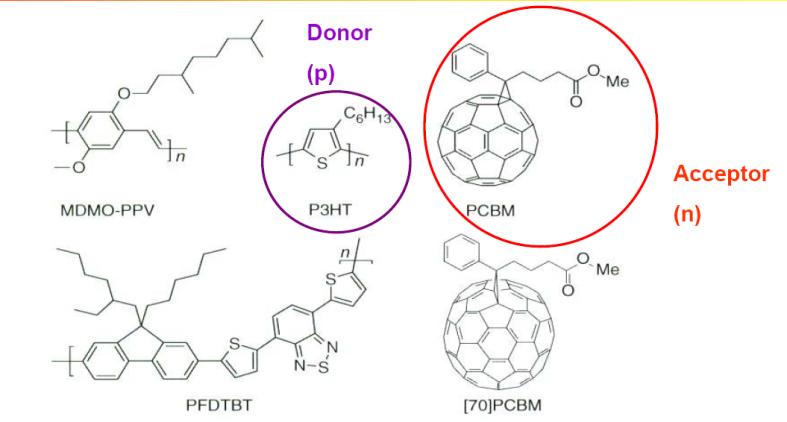 Donor
(p)
O
O
n
MDMO-PPV
C6H13
S
n
P3HT
O
Me
O
PCBM
Acceptor
(n)
n
S
S
N
N
S
PFDTBT
O
Me
O
[70]PCBM